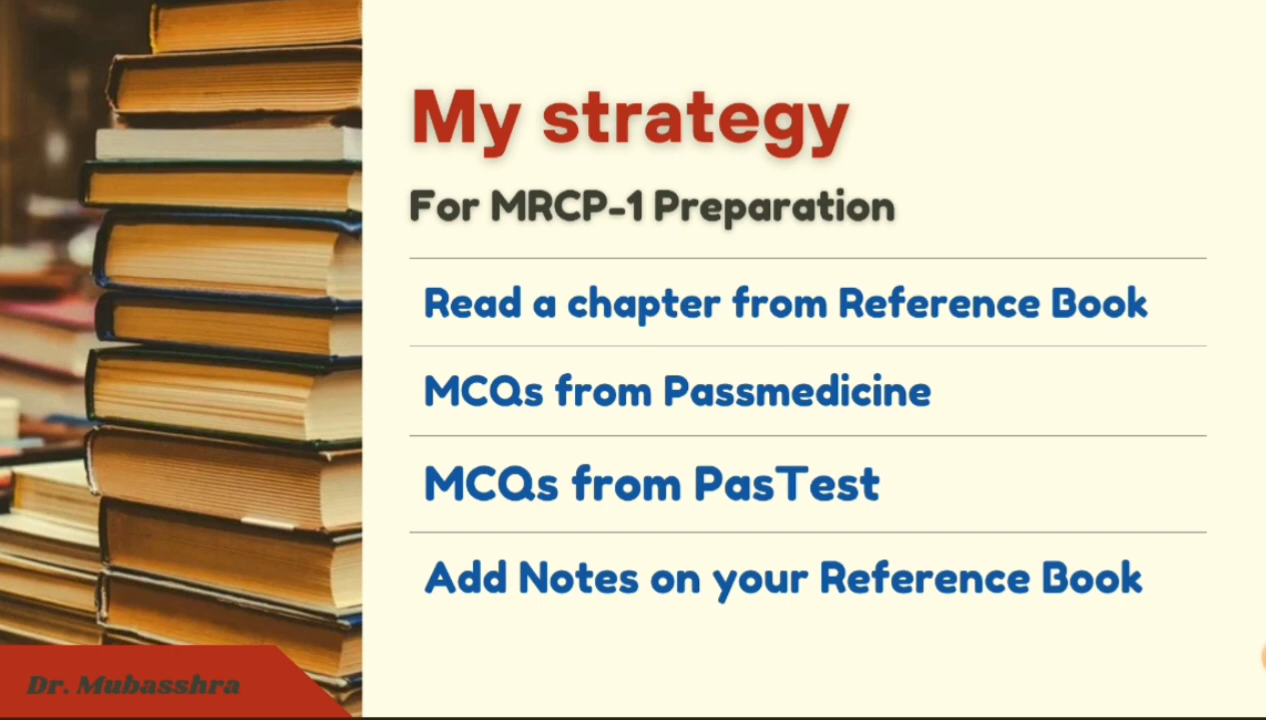 My strategy
For MRCP-1 Preparation
Read a chapter from Reference Book
MCQs from Passmedicine
MCQs from PasTest
Add Notes on your Reference Book
Dr. Mubasshra